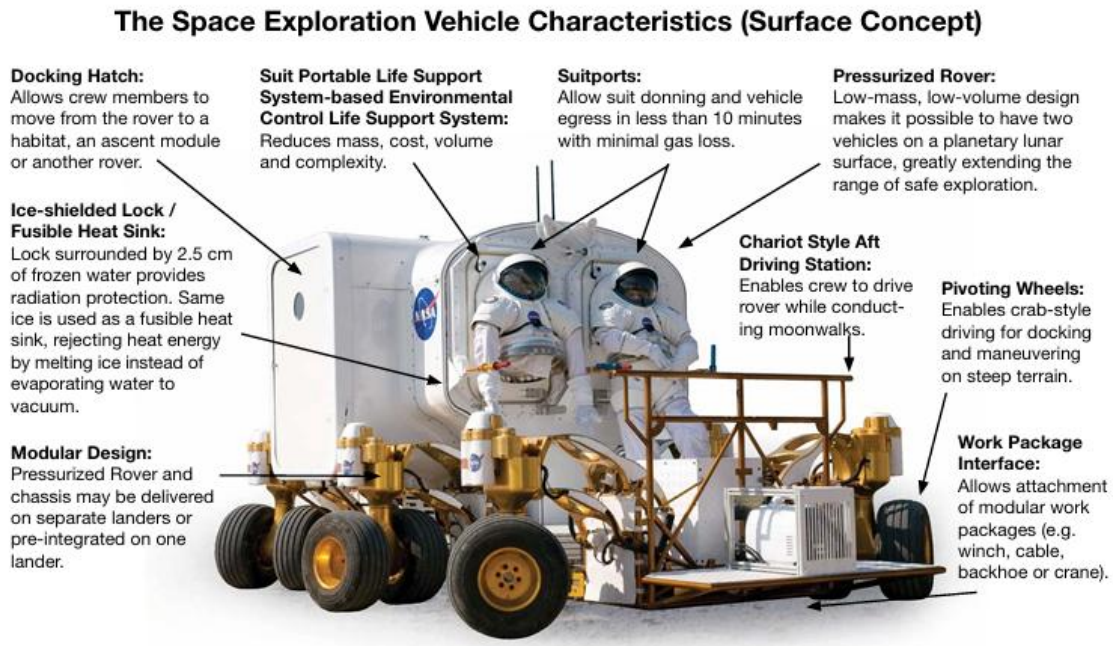 The Space Exploration Vehicle Characteristics (Surface Concept)
Docking Hatch:
Allows crew members to
move from the rover to a
habitat, an ascent module
or another rover.
Suit Portable Life Support
System-based Environmental
Control Life Support System:
Reduces mass, cost, volume
and complexity.
Suitports:
Allow suit donning and vehicle
egress in less than 10 minutes
with minimal gas loss.
Pressurized Rover:
Low-mass, low-volume design
makes it possible to have two
vehicles on a planetary lunar
surface, greatly extending the
range of safe exploration.
Ice-shielded Lock /
Fusible Heat Sink:
Lock surrounded by 2.5 cm
of frozen water provides
radiation protection. Same
ice is used as a fusible heat
sink, rejecting heat energy
by melting ice instead of
evaporating water to
vacuum.
Chariot Style Aft
Driving Station:
Enables crew to drive
rover while conduct-
ing moonwalks.
Pivoting Wheels:
Enables crab-style
driving for docking
and maneuvering
on steep terrain.
Modular Design:
Pressurized Rover and
chassis may be delivered
on separate landers or
pre-integrated on one
lander.
Work Package
Interface:
Allows attachment
of modular work
packages (e.g.
winch, cable,
backhoe or crane).
NASA